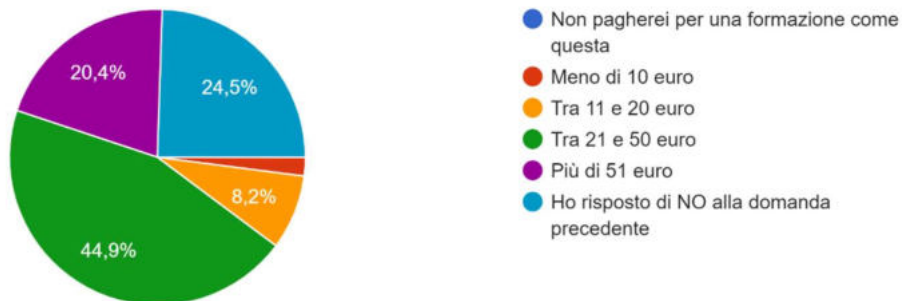 20,4%
24,5%
8,2%
44,9%
Non pagherei per una formazione come
questa
Meno di 10 euro
Tra 11 e 20 euro
Tra 21 e 50 euro
Più di 51 euro
Ho risposto di NO alla domanda
precedente